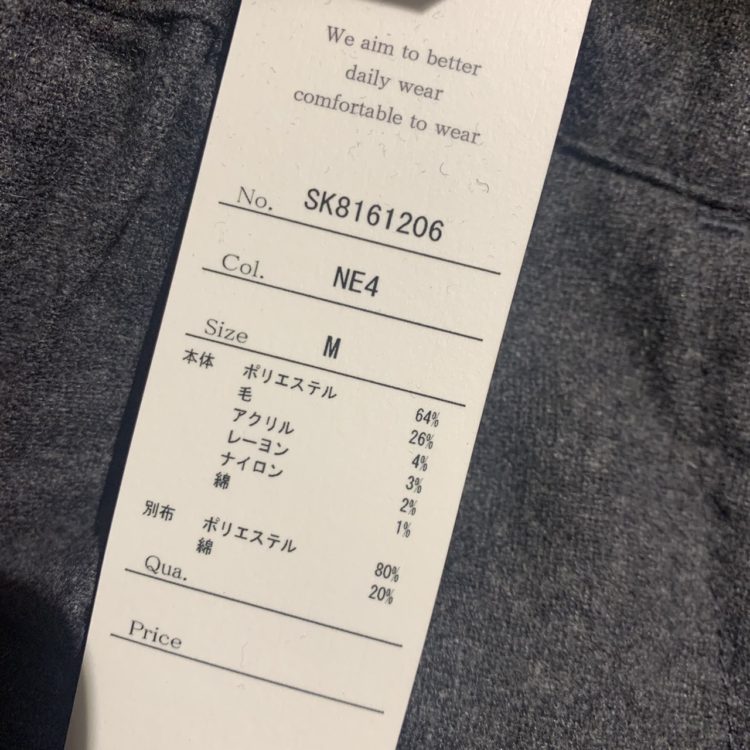 We aim to better
daily wear
comfortable to wear
No. SK8161206
Col. NE4
Size M
本体 ポリエステル 64%
毛 26%
アクリル 4%
レーヨン 3%
ナイロン 2%
綿 1%
別布 ポリエステル 80%
綿 20%
Qua.
Price